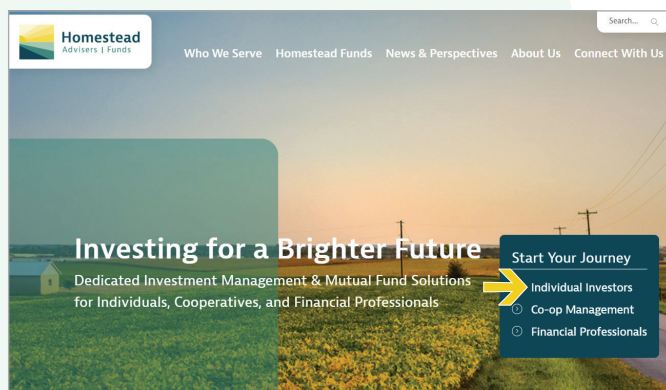 Search...
Homestead
Advisers | Funds
Who We Serve Homestead Funds News & Perspectives About Us Connect With Us
Investing for a Brighter Future
Dedicated Investment Management & Mutual Fund Solutions
for Individuals, Cooperatives, and Financial Professionals
Start Your Journey
Individual Investors
Co-op Management
Financial Professionals